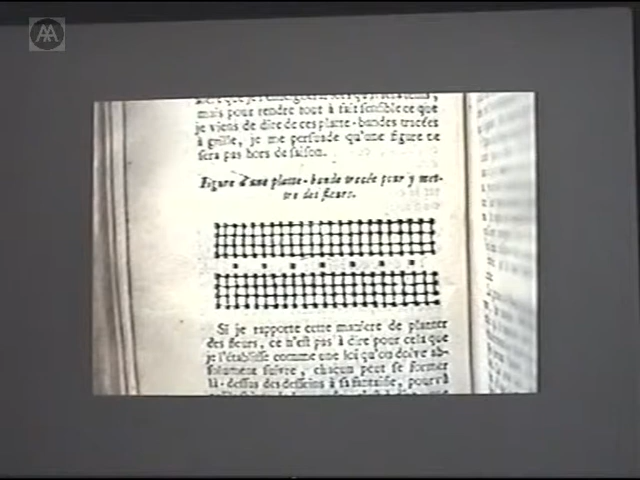 AA
mais pour rendre tout à fait sensible ce que
je viens de dire de ces platte-bandes tracées
à grille, je me persuade qu'une figure ne
sera pas hors de saison.
Figure d'une platte-bande tracée pour y met-
tre des fleurs.
Si je rapporte cette maniere de planter
des fleurs, ce n'est pas à dire pour cela que
je l'établisse comme une loi qu'on doive ab-
solument suivre, chacun peut se former
là-dessus des desseins à sa fantaisie, pourvû